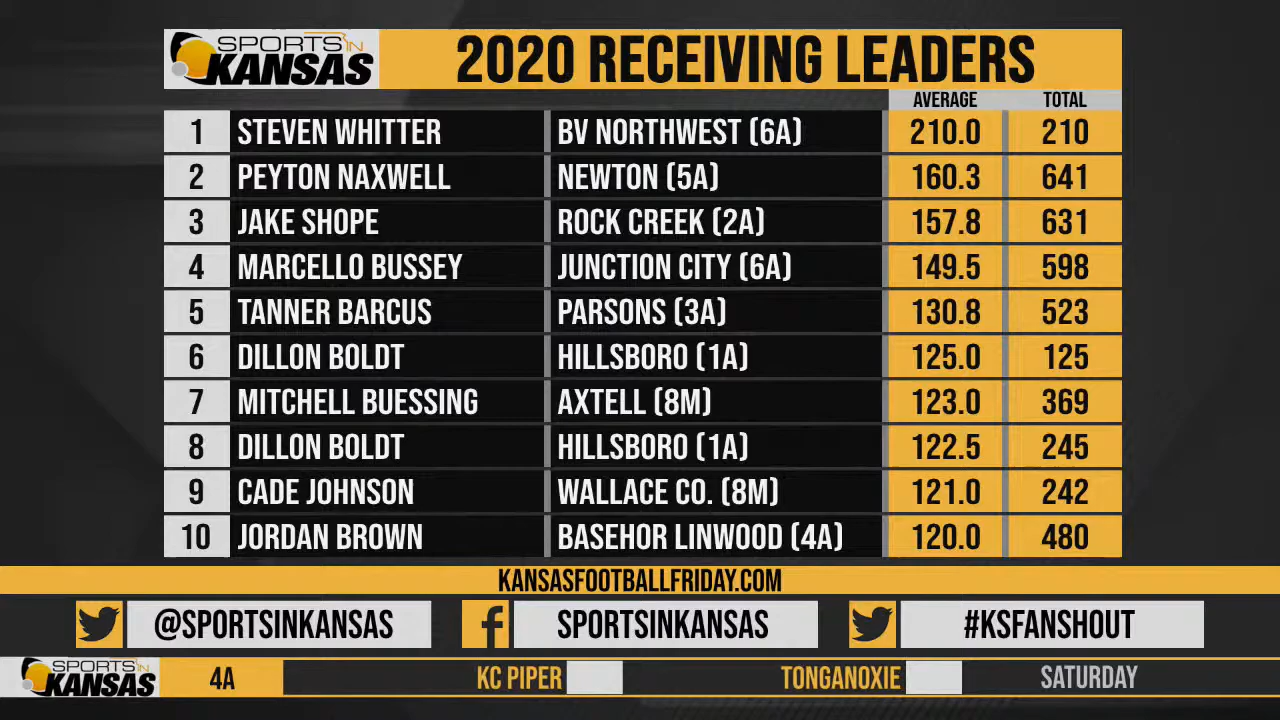 SPORTS IN KANSAS
2020 RECEIVING LEADERS
AVERAGE TOTAL
1 STEVEN WHITTER BV NORTHWEST (6A) 210.0 210
2 PEYTON NAXWELL NEWTON (5A) 160.3 641
3 JAKE SHOPE ROCK CREEK (2A) 157.8 631
4 MARCELLO BUSSEY JUNCTION CITY (6A) 149.5 598
5 TANNER BARCUS PARSONS (3A) 130.8 523
6 DILLON BOLDT HILLSBORO (1A) 125.0 125
7 MITCHELL BUESSING AXTELL (8M) 123.0 369
8 DILLON BOLDT HILLSBORO (1A) 122.5 245
9 CADE JOHNSON WALLACE CO. (8M) 121.0 242
10 JORDAN BROWN BASEHOR LINWOOD (4A) 120.0 480
KANSASFOOTBALLFRIDAY.COM
@SPORTSINKANSAS f SPORTSINKANSAS #KSFANSHOUT
SPORTS IN KANSAS 4A KC PIPER TONGANOXIE SATURDAY